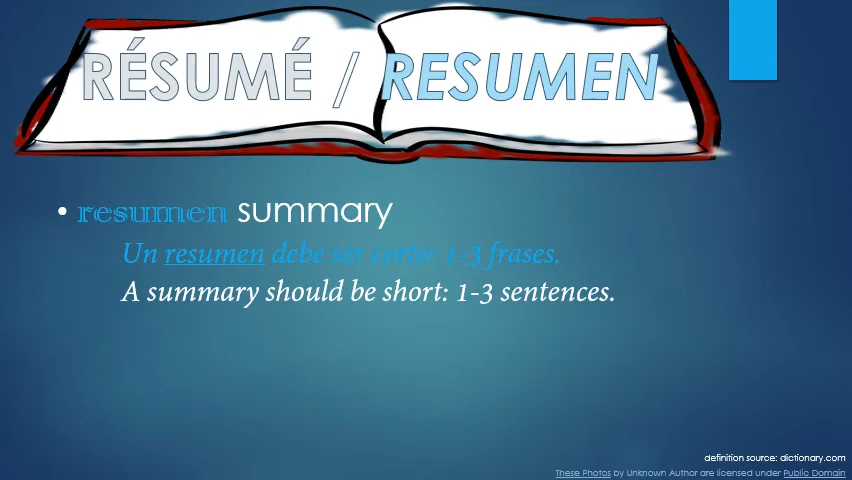 RÉSUMÉ / RESUMEN
• resumen summary
Un resumen debe ser corto: 1-3 frases.
A summary should be short: 1-3 sentences.
definition source: dictionary.com
These Photos by Unknown Author are licensed under Public Domain